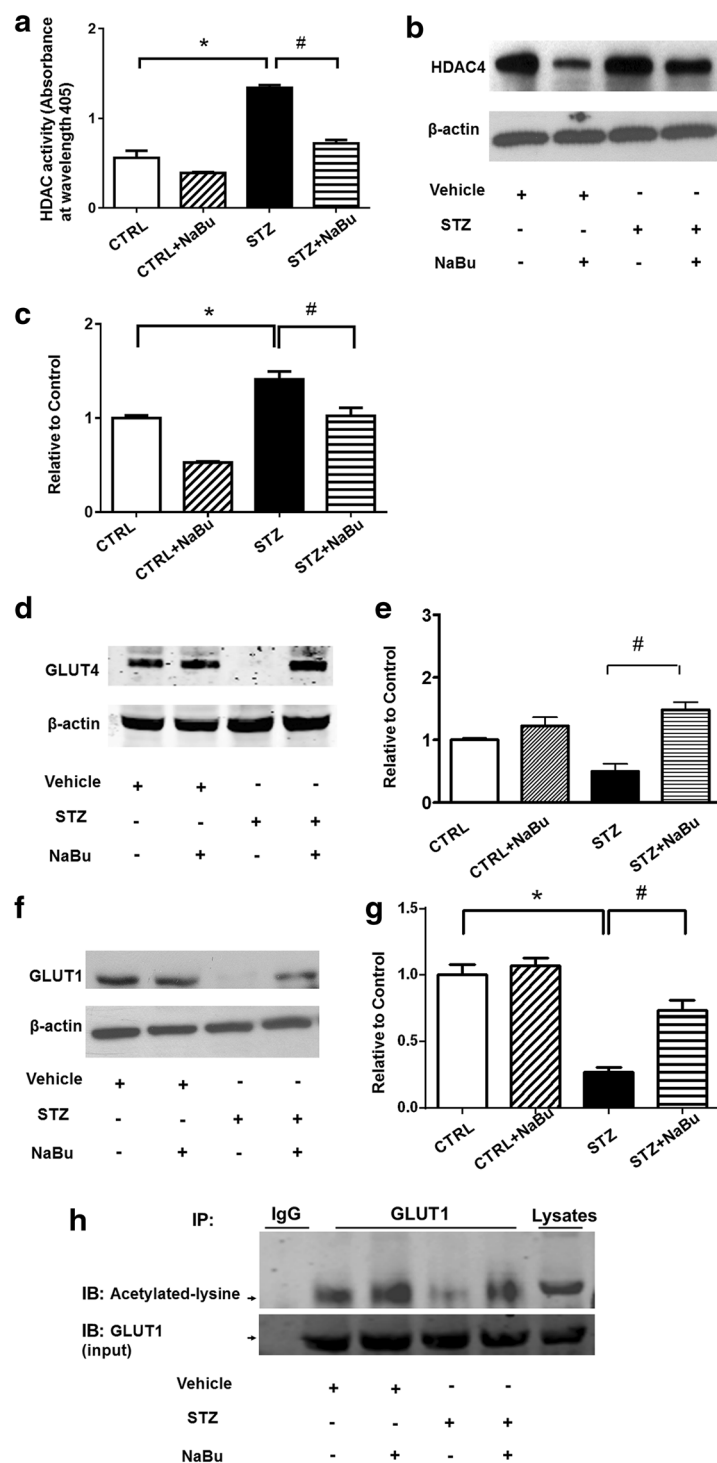 a
HDAC activity (Absorbance
at wavelength 405)
2
1
0
*
#
CTRL
CTRL+NaBu
STZ
STZ+NaBu
b
HDAC4
β-actin
Vehicle + + - -
STZ - - + +
NaBu - + - +
c
Relative to Control
2
1
0
*
#
CTRL
CTRL+NaBu
STZ
STZ+NaBu
d
GLUT4
β-actin
Vehicle + + - -
STZ - - + +
NaBu - + - +
e
Relative to Control
3
2
1
0
#
CTRL
CTRL+NaBu
STZ
STZ+NaBu
f
GLUT1
β-actin
Vehicle + + - -
STZ - - + +
NaBu - + - +
g
Relative to Control
1.5
1.0
0.5
0.0
*
#
CTRL
CTRL+NaBu
STZ
STZ+NaBu
h
IP: IgG GLUT1 Lysates
IB: Acetylated-lysine
IB: GLUT1
(input)
Vehicle + + - -
STZ - - + +
NaBu - + - +